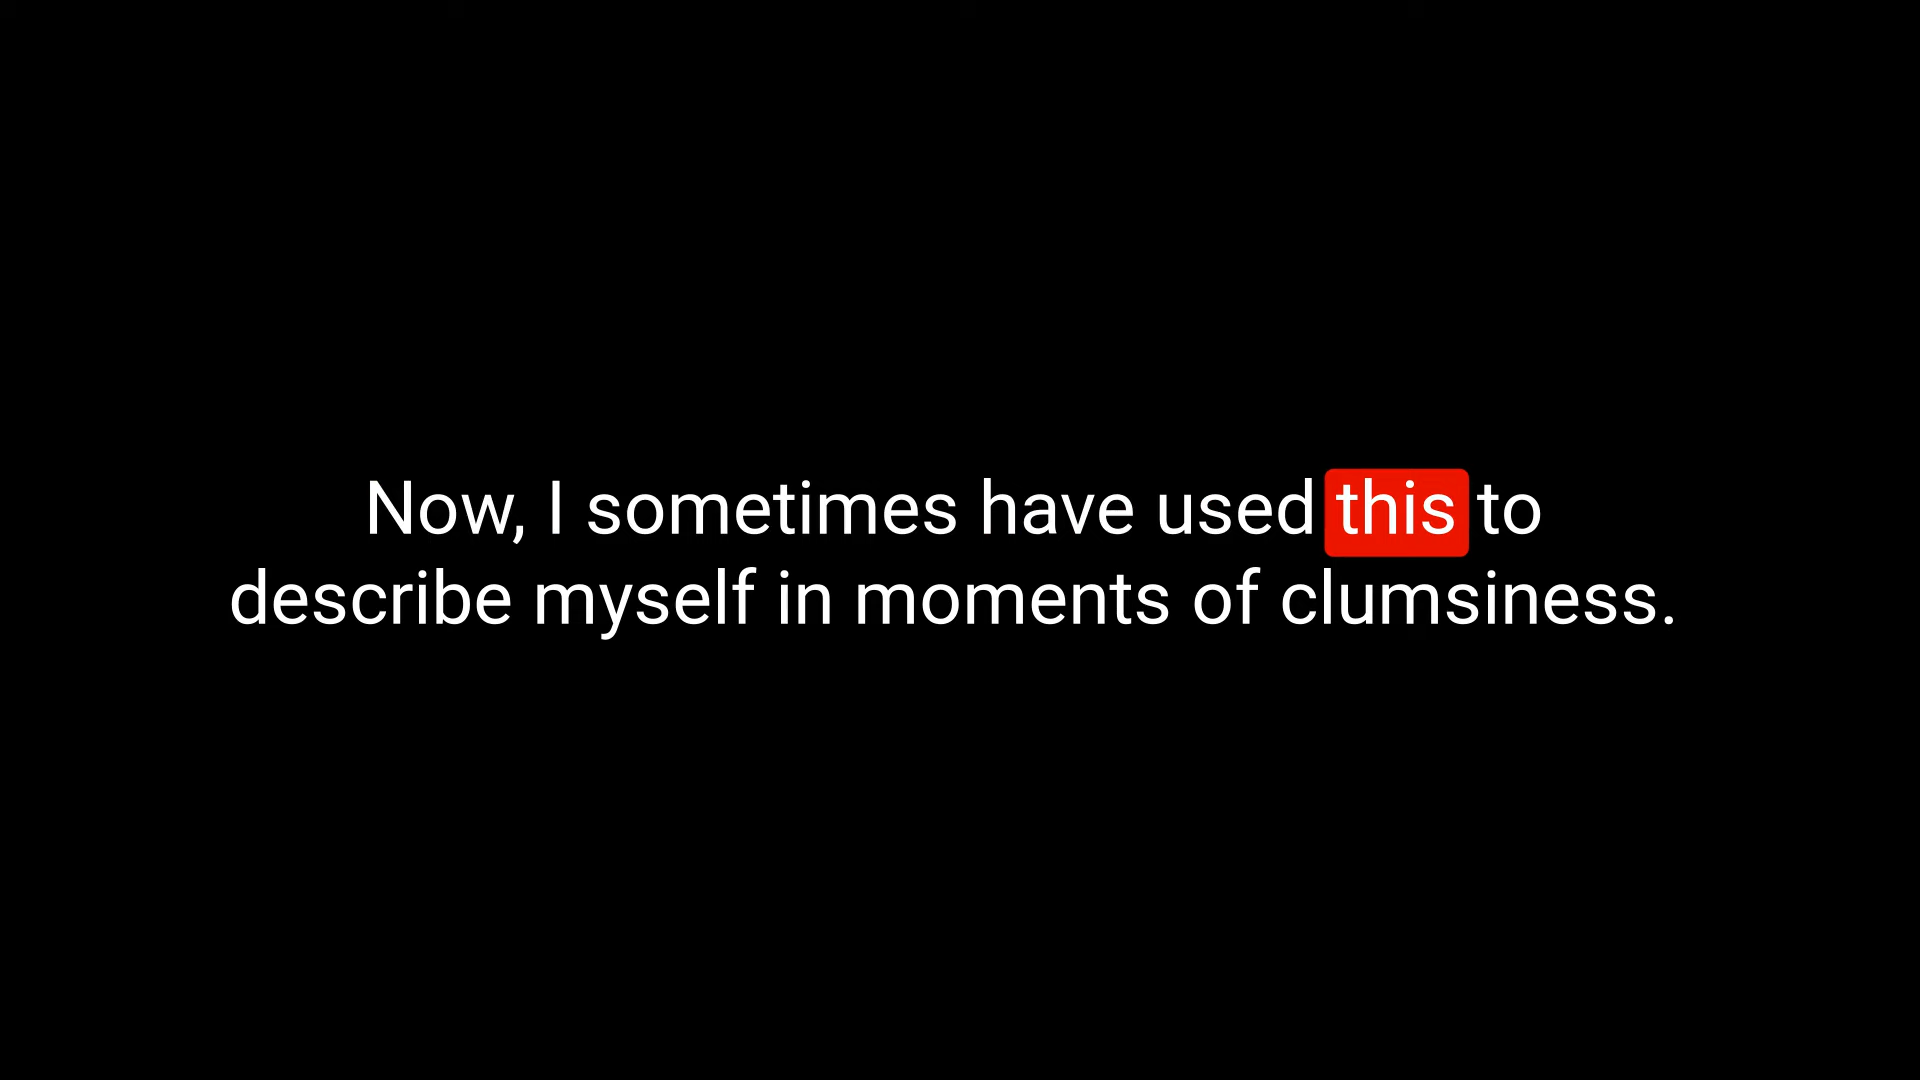 Now, I sometimes have used this to
describe myself in moments of clumsiness.